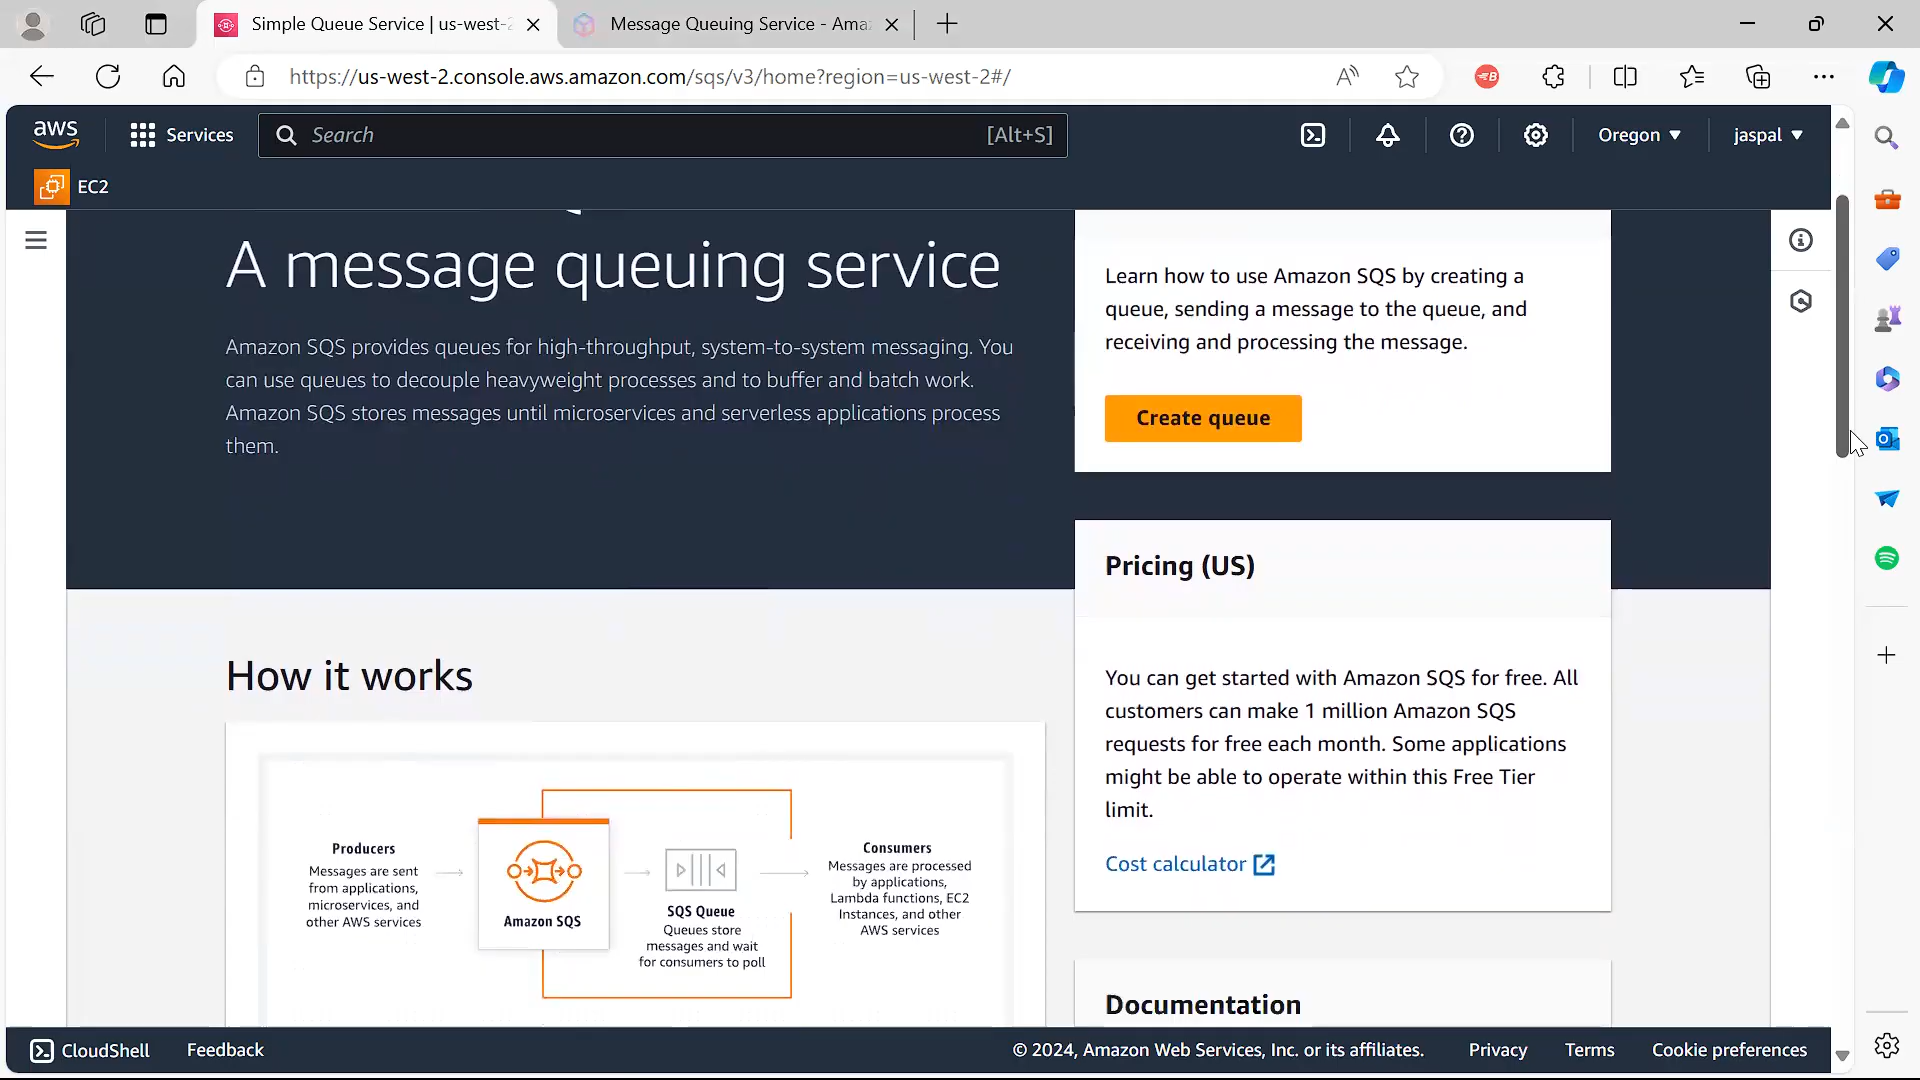 Simple Queue Service | us-west-2
Message Queuing Service - Ama
https://us-west-2.console.aws.amazon.com/sqs/v3/home?region=us-west-2#/
aws
Services
Search
[Alt+S]
Oregon
jaspal
EC2
A message queuing service
Amazon SQS provides queues for high-throughput, system-to-system messaging. You
can use queues to decouple heavyweight processes and to buffer and batch work.
Amazon SQS stores messages until microservices and serverless applications process
them.
Learn how to use Amazon SQS by creating a
queue, sending a message to the queue, and
receiving and processing the message.
Create queue
Pricing (US)
You can get started with Amazon SQS for free. All
customers can make 1 million Amazon SQS
requests for free each month. Some applications
might be able to operate within this Free Tier
limit.
Cost calculator
How it works
Producers
Messages are sent
from applications,
microservices, and
other AWS services
Amazon SQS
SQS Queue
Queues store
messages and wait
for consumers to poll
Consumers
Messages are processed
by applications,
Lambda functions, EC2
Instances, and other
AWS services
Documentation
CloudShell
Feedback
© 2024, Amazon Web Services, Inc. or its affiliates.
Privacy
Terms
Cookie preferences